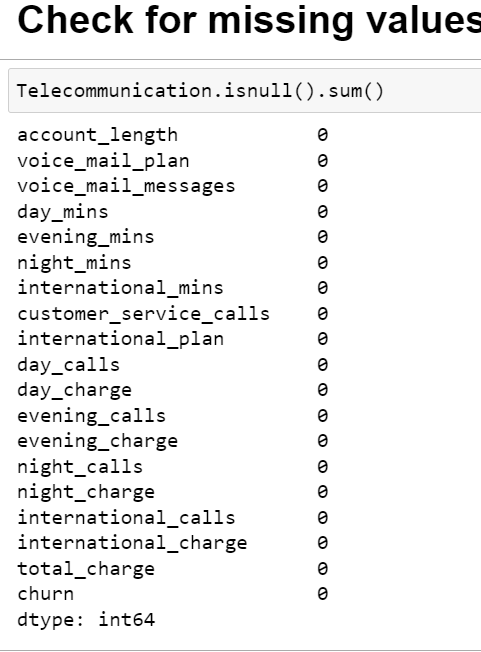 Check for missing values
Telecommunication.isnull().sum()
account_length 0
voice_mail_plan 0
voice_mail_messages 0
day_mins 0
evening_mins 0
night_mins 0
international_mins 0
customer_service_calls 0
international_plan 0
day_calls 0
day_charge 0
evening_calls 0
evening_charge 0
night_calls 0
night_charge 0
international_calls 0
international_charge 0
total_charge 0
churn 0
dtype: int64